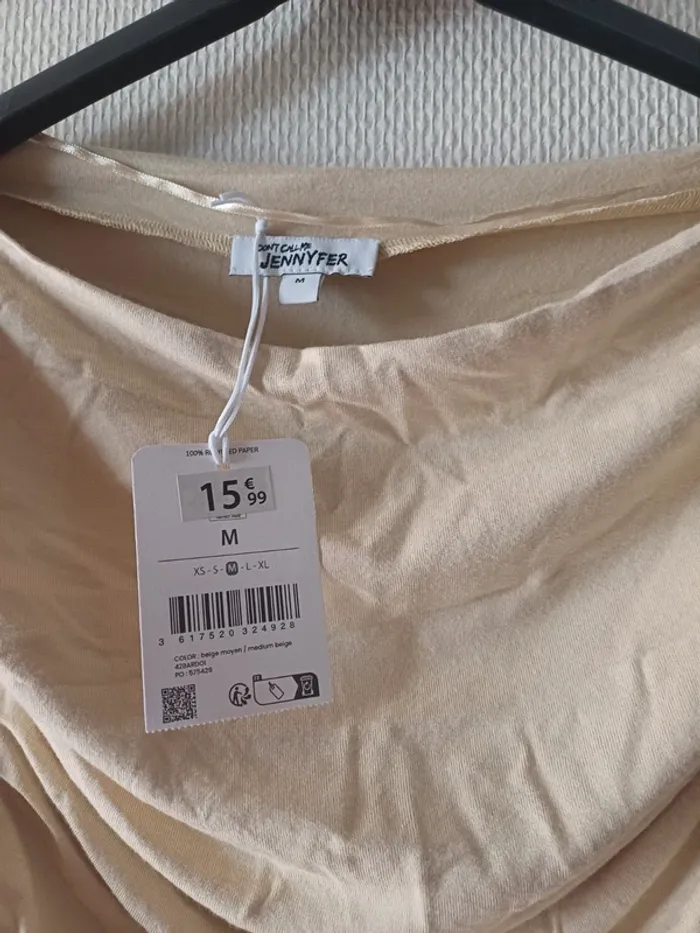 DON'T CALL ME
JENNYFER
M
100% RECYCLED PAPER
15€99
M
XS - S - M - L - XL
3 617520 324928
COLOR : beige moyen / medium beige
428ARDOI
PO : 575428